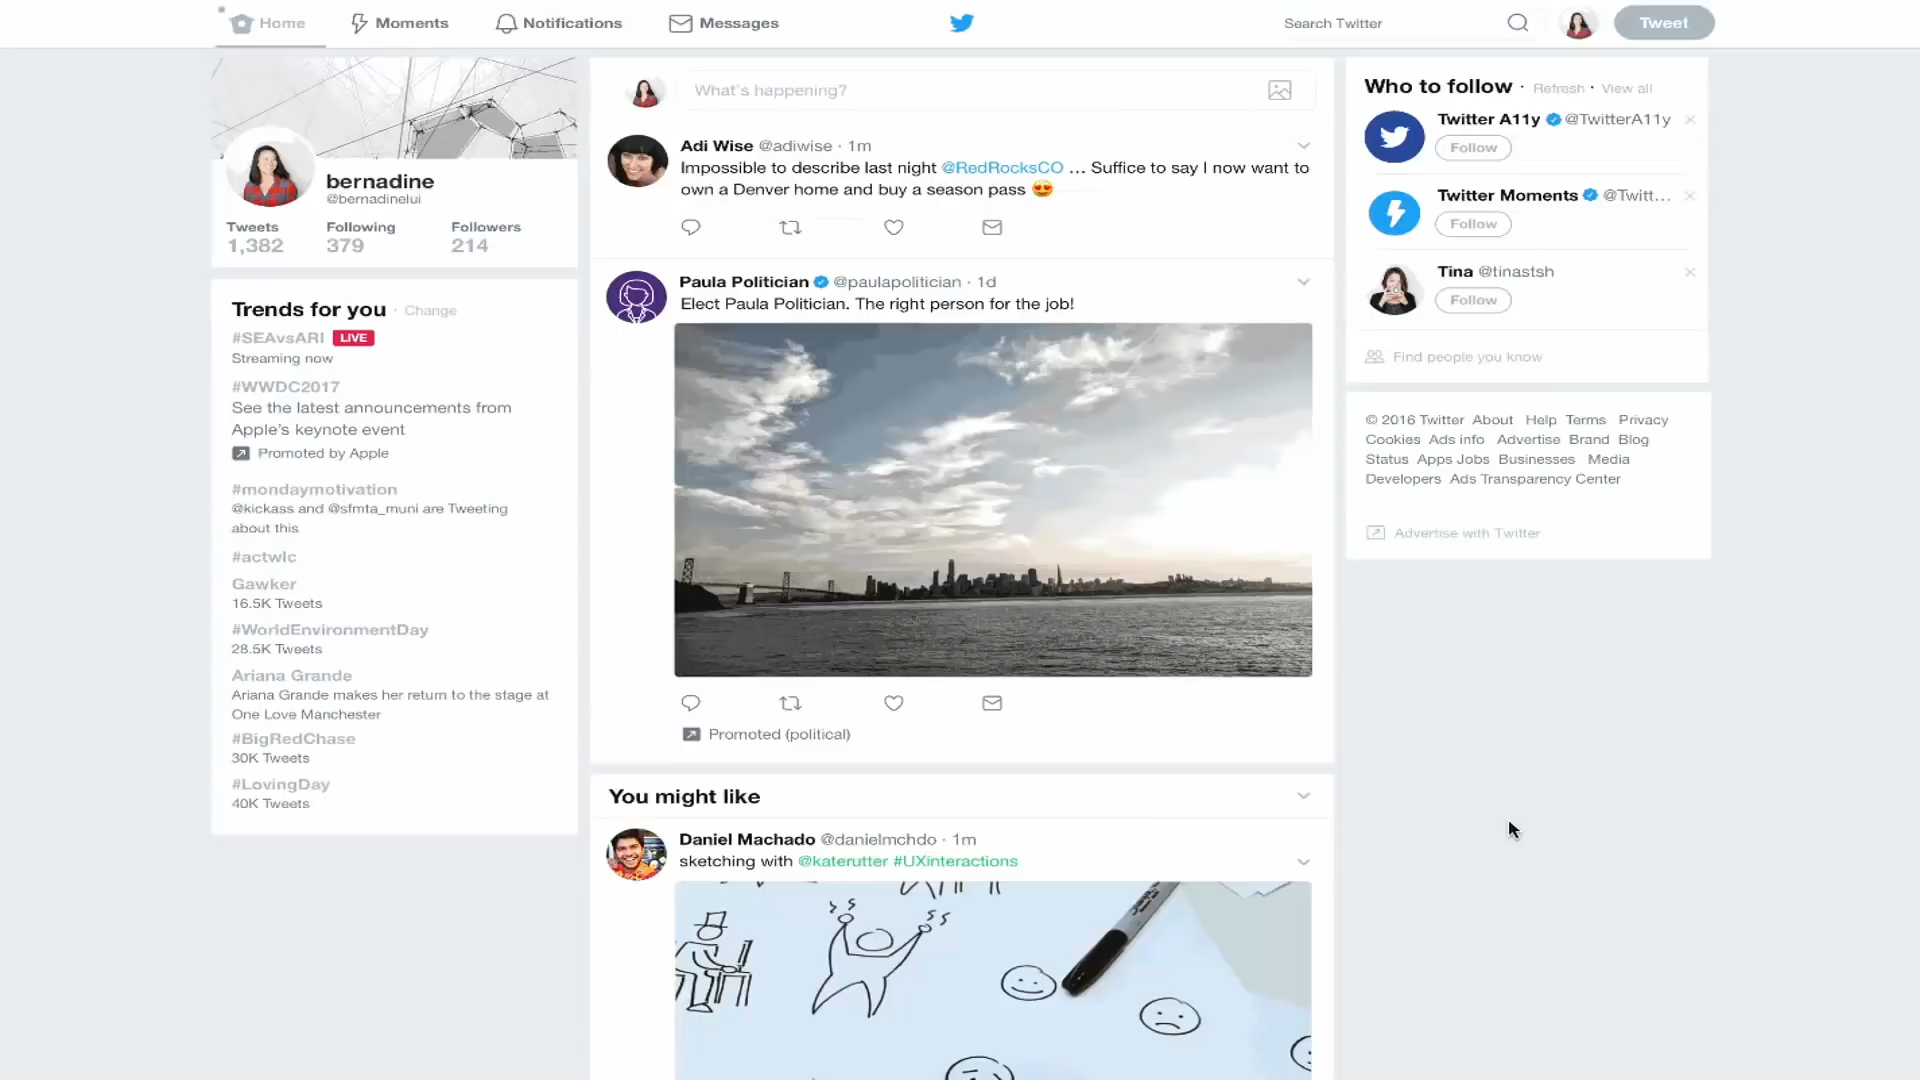 Home
Moments
Notifications
Messages
Search Twitter
Tweet
bernadine
@bernadinelui
Tweets Following Followers
1,382 379 214
Trends for you · Change
#SEAvsARI LIVE
Streaming now
#WWDC2017
See the latest announcements from
Apple's keynote event
Promoted by Apple
#mondaymotivation
@kickass and @sfmta_muni are Tweeting
about this
#actwlc
Gawker
16.5K Tweets
#WorldEnvironmentDay
28.5K Tweets
Ariana Grande
Ariana Grande makes her return to the stage at
One Love Manchester
#BigRedChase
30K Tweets
#LovingDay
40K Tweets
What's happening?
Adi Wise @adiwise · 1m
Impossible to describe last night @RedRocksCO ... Suffice to say I now want to
own a Denver home and buy a season pass 😍
Paula Politician @paulapolitician · 1d
Elect Paula Politician. The right person for the job!
Promoted (political)
You might like
Daniel Machado @danielmchdo · 1m
sketching with @katerutter #UXinteractions
Who to follow · Refresh · View all
Twitter A11y @TwitterA11y
Follow
Twitter Moments @Twitt...
Follow
Tina @tinastsh
Follow
Find people you know
© 2016 Twitter About Help Terms Privacy
Cookies Ads info Advertise Brand Blog
Status Apps Jobs Businesses Media
Developers Ads Transparency Center
Advertise with Twitter